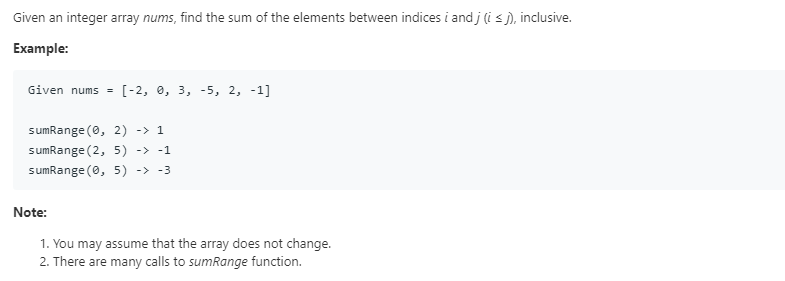 Given an integer array nums, find the sum of the elements between indices i and j (i ≤ j), inclusive.
Example:
Given nums = [-2, 0, 3, -5, 2, -1]
sumRange(0, 2) -> 1
sumRange(2, 5) -> -1
sumRange(0, 5) -> -3
Note:
1. You may assume that the array does not change.
2. There are many calls to sumRange function.